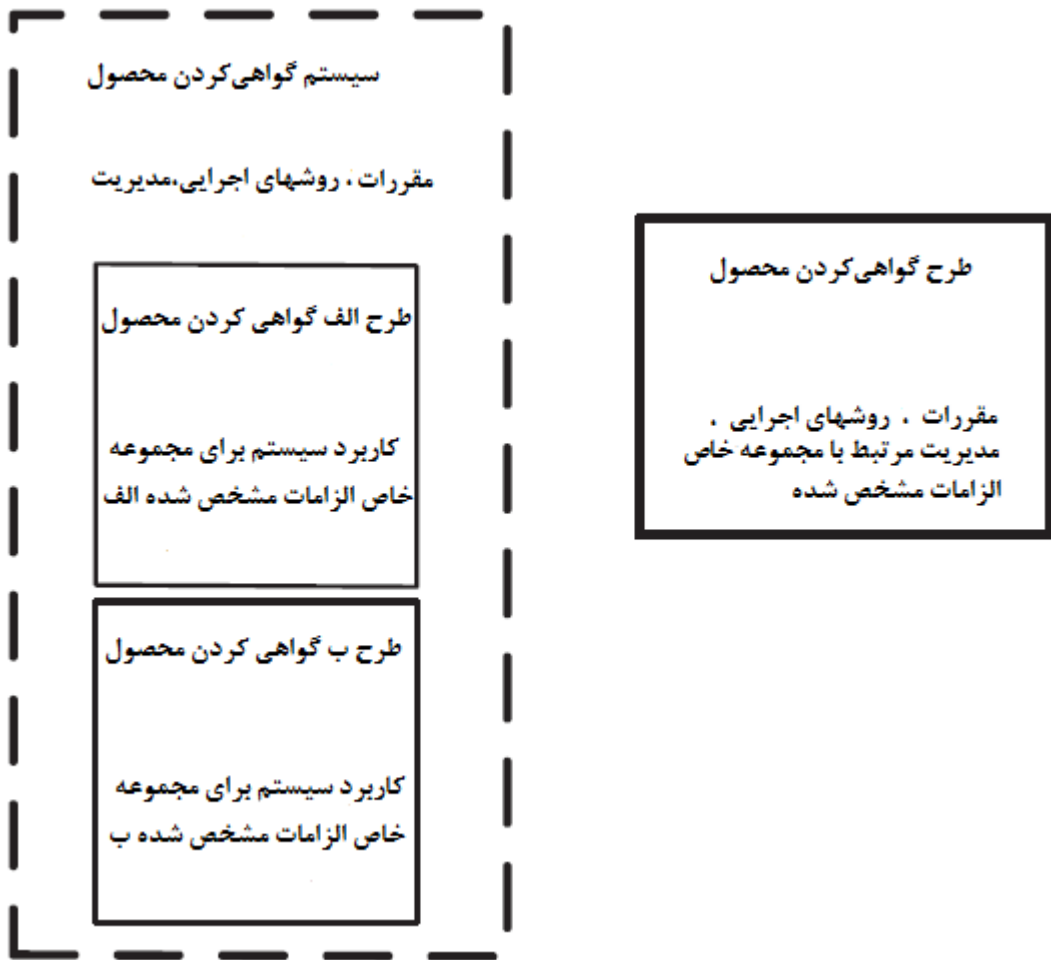 سیستم گواهی‌کردن محصول
مقررات ، روشهای اجرایی،مدیریت
طرح الف گواهی کردن محصول
کاربرد سیستم برای مجموعه
خاص الزامات مشخص شده الف
طرح ب گواهی کردن محصول
کاربرد سیستم برای مجموعه
خاص الزامات مشخص شده ب
طرح گواهی‌کردن محصول
مقررات ، روشهای اجرایی ،
مدیریت مرتبط با مجموعه خاص
الزامات مشخص شده